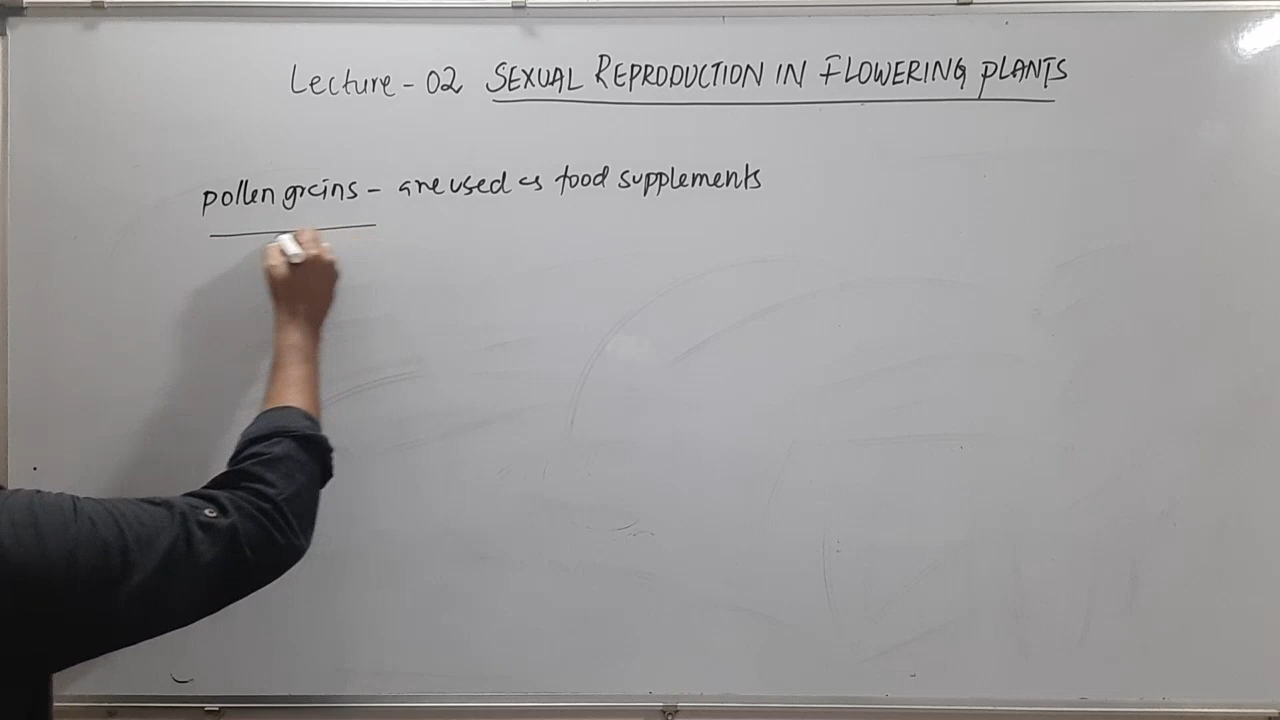 Lecture - 02 SEXUAL REPRODUCTION IN FLOWERING PLANTS
pollen grains - are used as food supplements